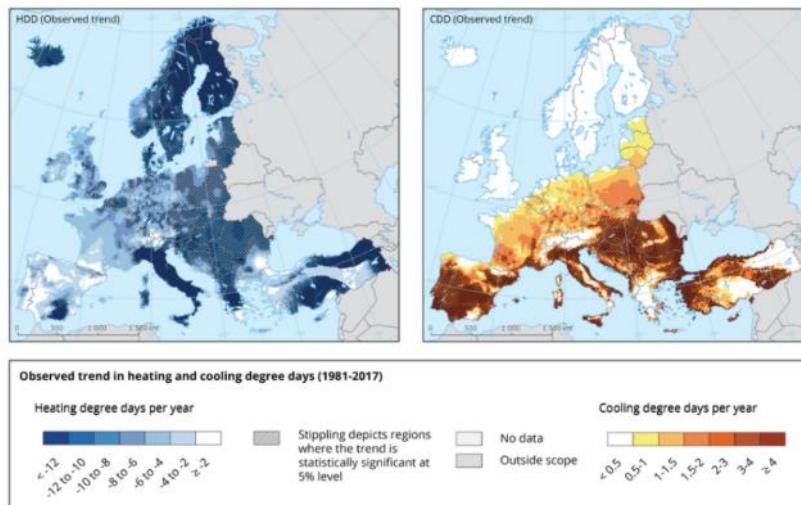 HDD (Observed trend)
CDD (Observed trend)
0 500 1 000 1 500 km
0 500 1 000 1 500 km
Observed trend in heating and cooling degree days (1981-2017)
Heating degree days per year
< -12
-12 to -10
-10 to -8
-8 to -6
-6 to -4
-4 to -2
≥ -2
Stippling depicts regions
where the trend is
statistically significant at
5% level
No data
Outside scope
Cooling degree days per year
< 0.5
0.5-1
1-1.5
1.5-2
2-3
3-4
≥ 4